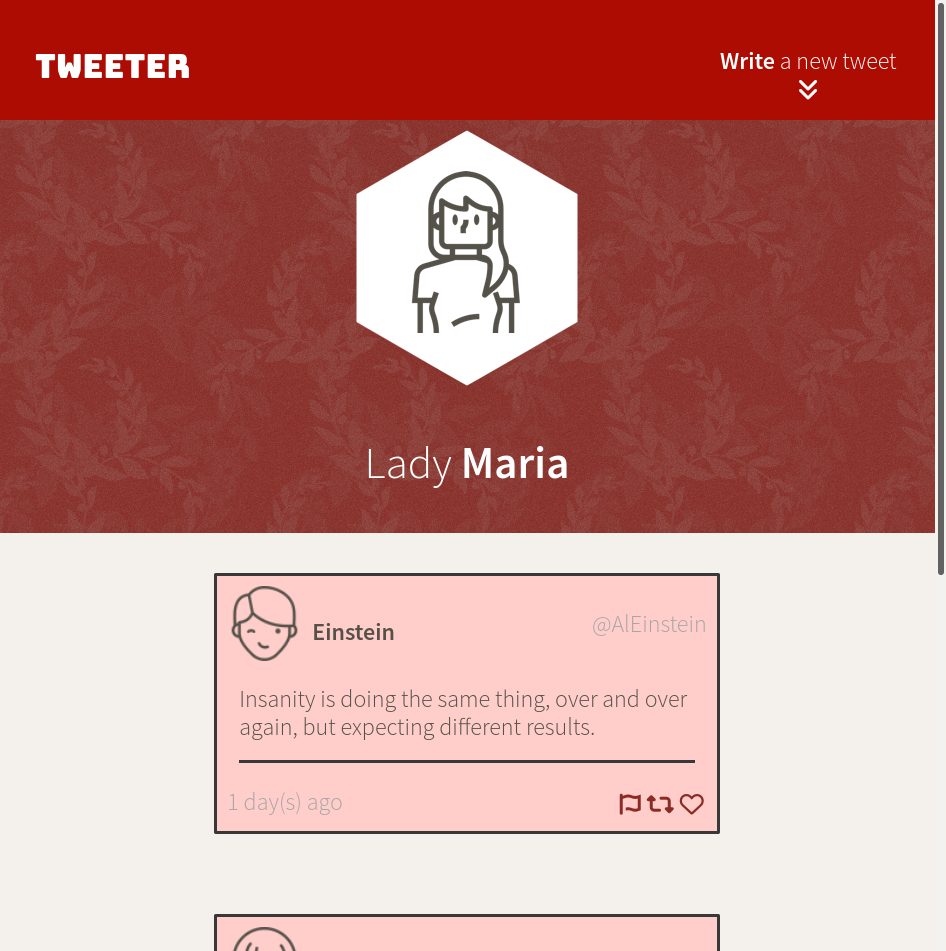 TWEETER
Write a new tweet
Lady Maria
Einstein
@AlEinstein
Insanity is doing the same thing, over and over
again, but expecting different results.
1 day(s) ago